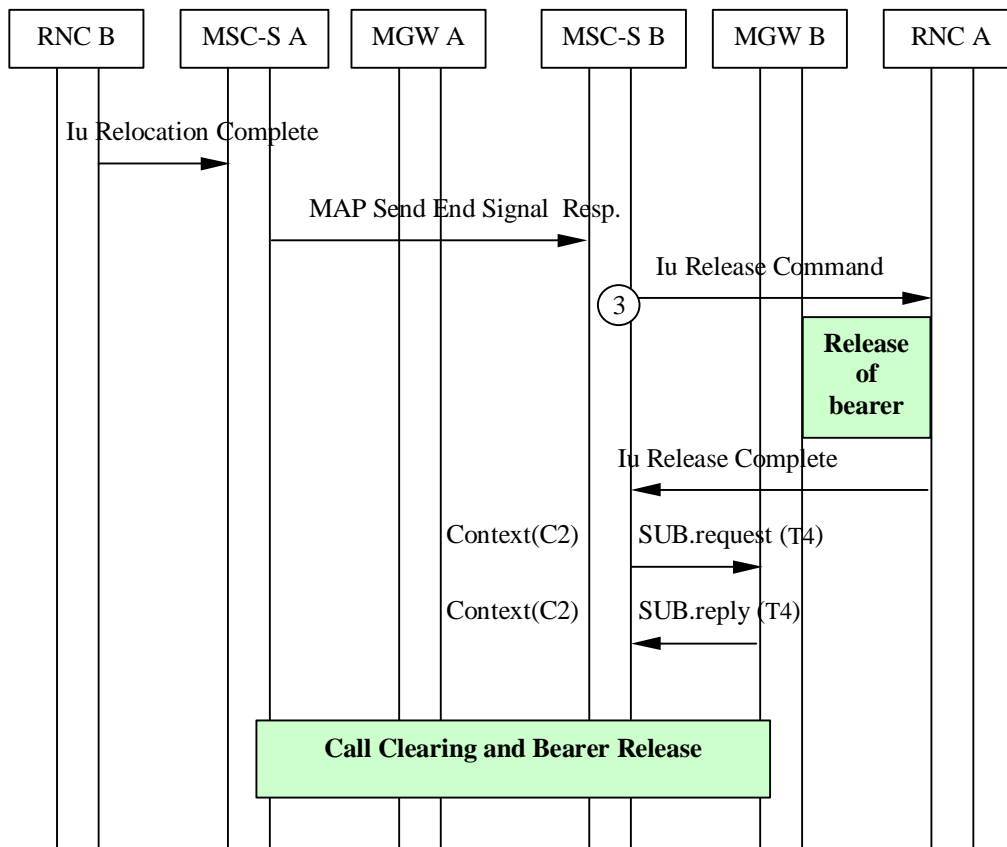 RNC B MSC-S A MGW A MSC-S B MGW B RNC A
Iu Relocation Complete
MAP Send End Signal Resp.
Iu Release Command
3
Release
of
bearer
Iu Release Complete
Context(C2) SUB.request (T4)
Context(C2) SUB.reply (T4)
Call Clearing and Bearer Release